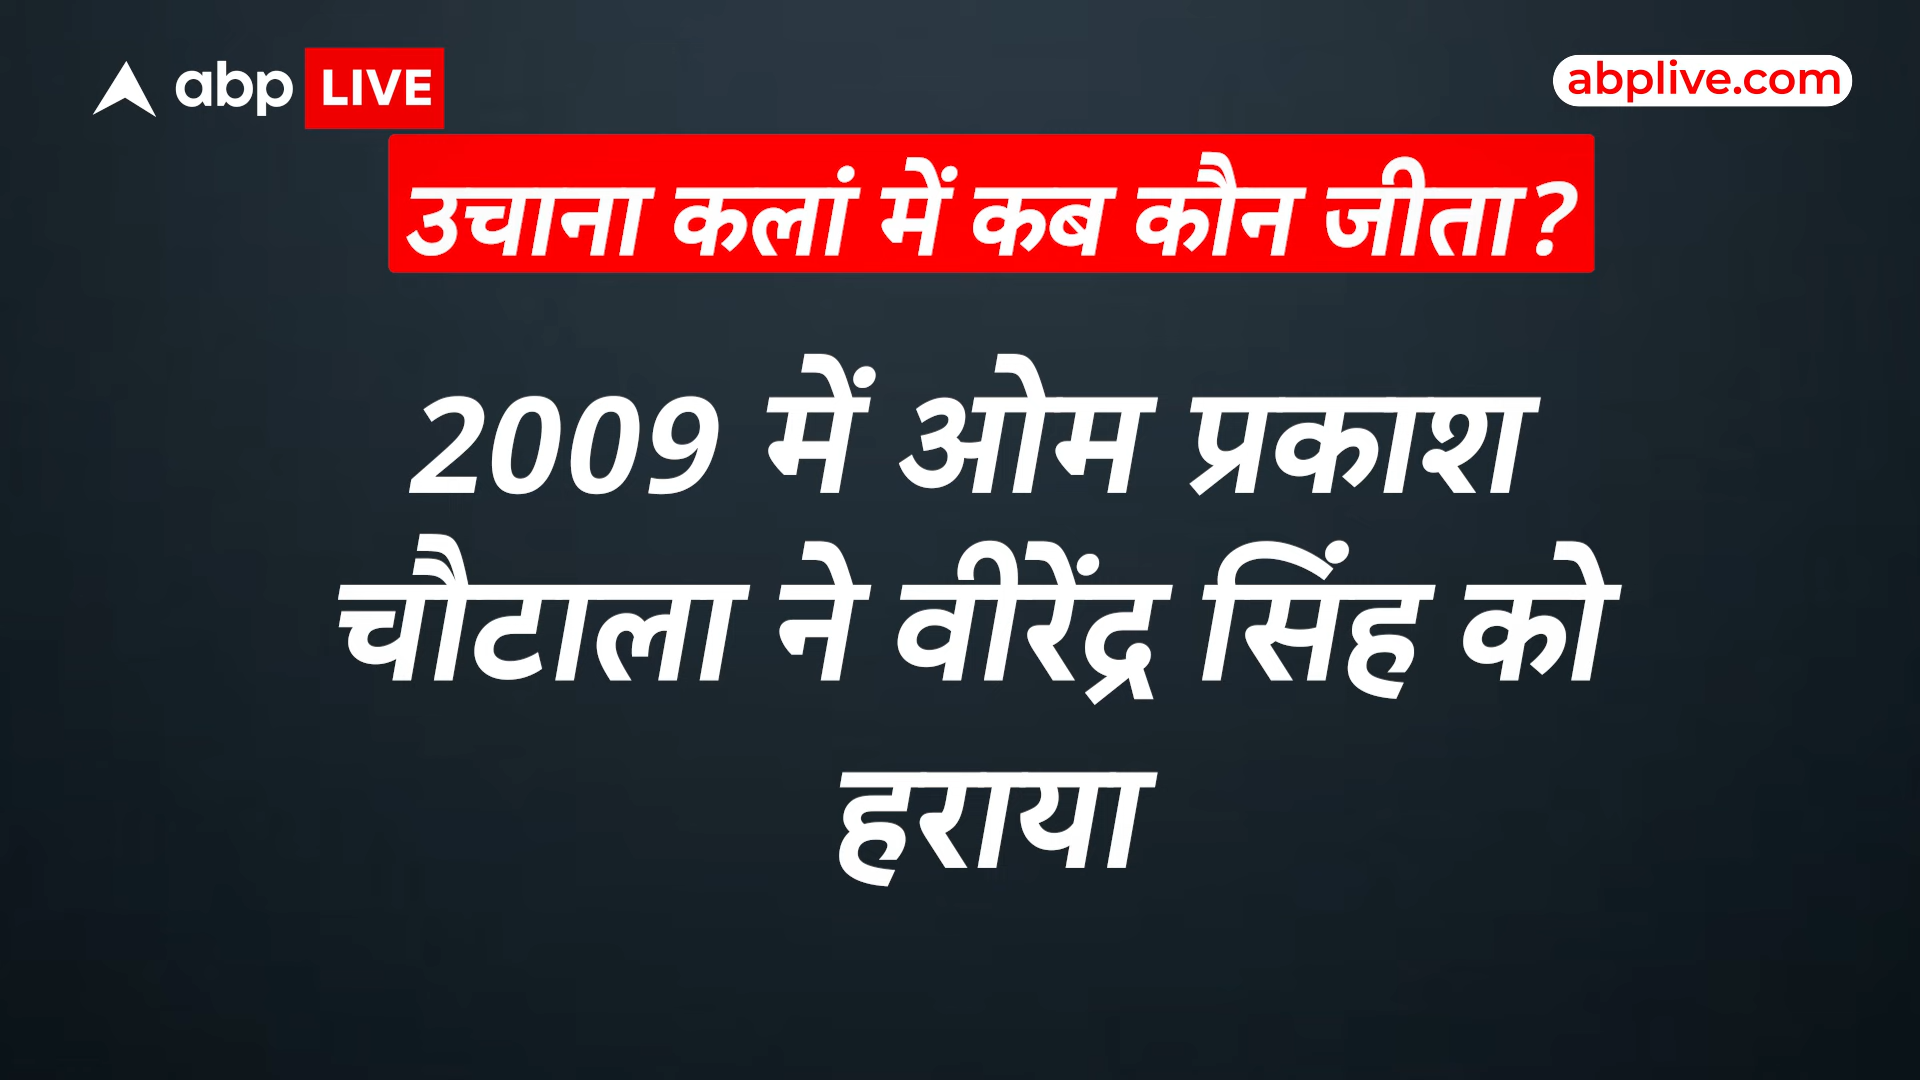 abp LIVE
abplive.com
उचाना कलां में कब कौन जीता?
2009 में ओम प्रकाश
चौटाला ने वीरेंद्र सिंह को
हराया